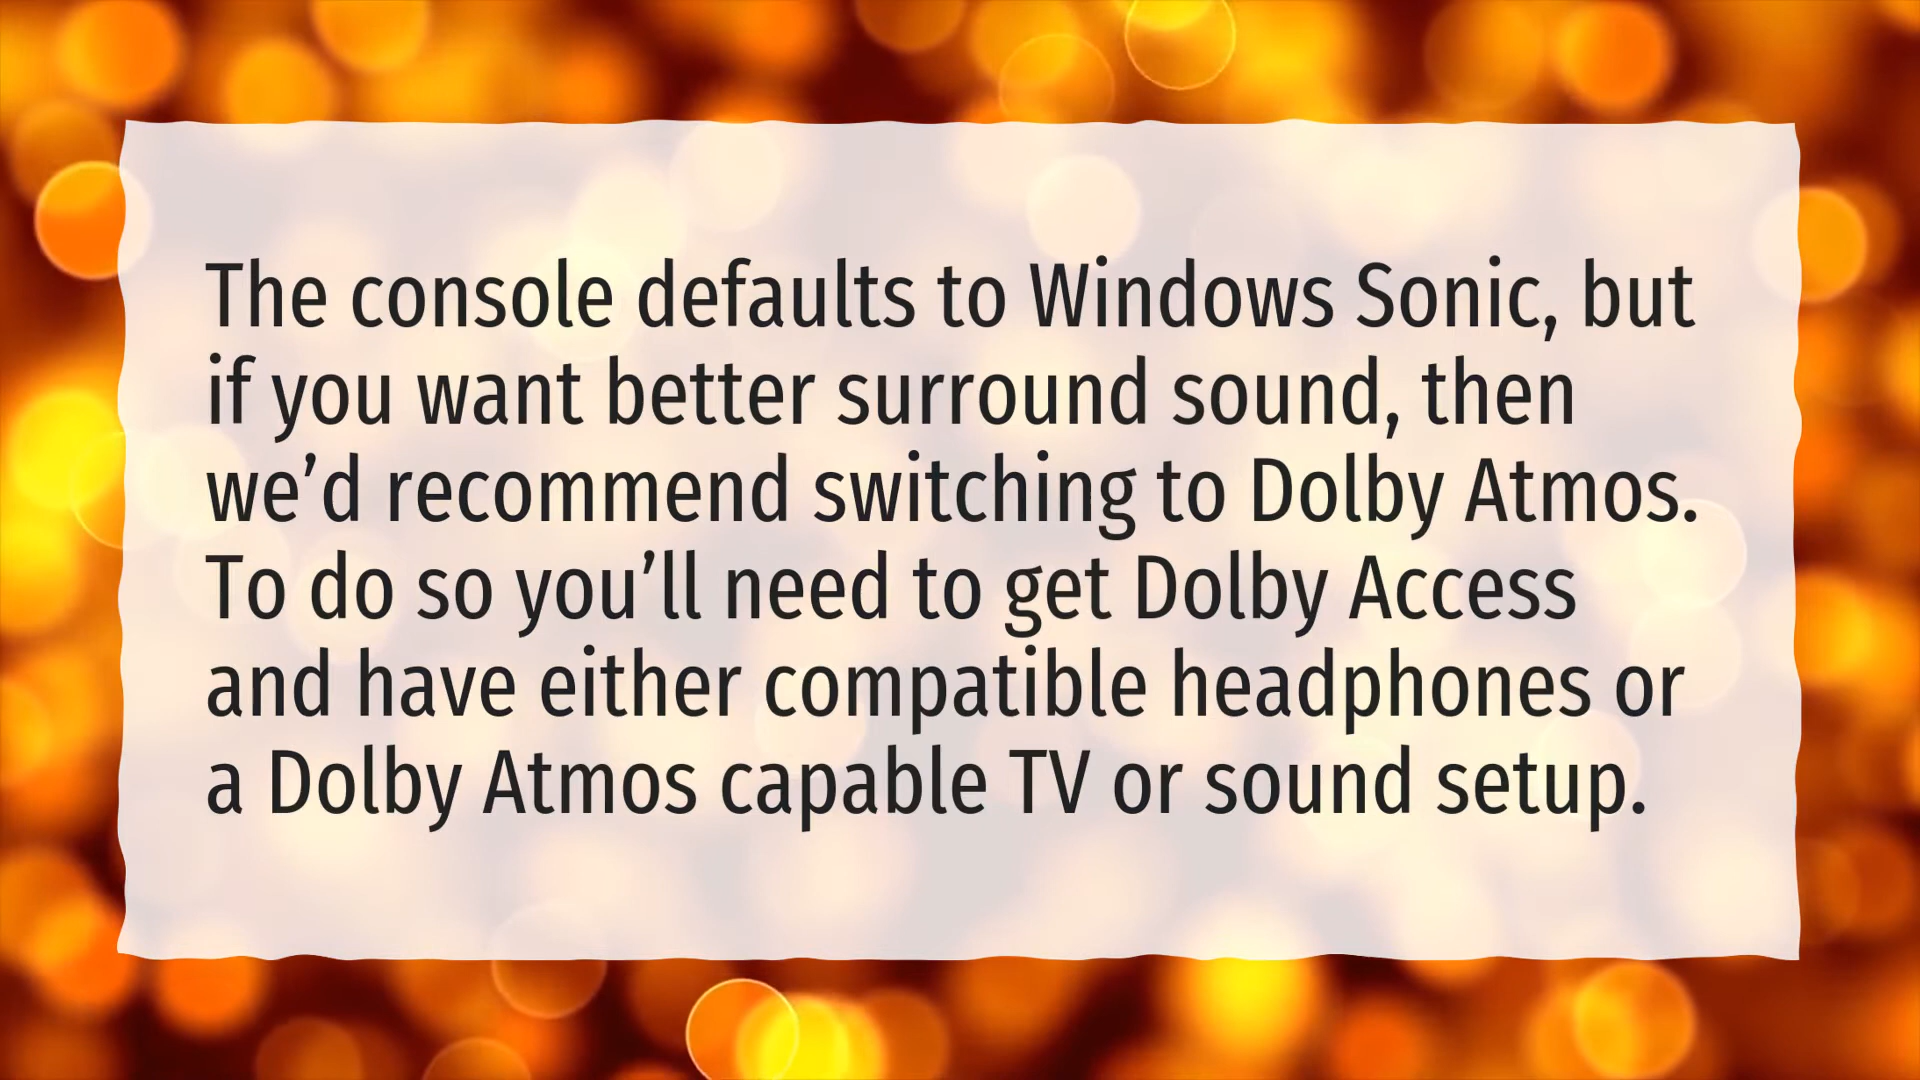 The console defaults to Windows Sonic, but
if you want better surround sound, then
we’d recommend switching to Dolby Atmos.
To do so you’ll need to get Dolby Access
and have either compatible headphones or
a Dolby Atmos capable TV or sound setup.